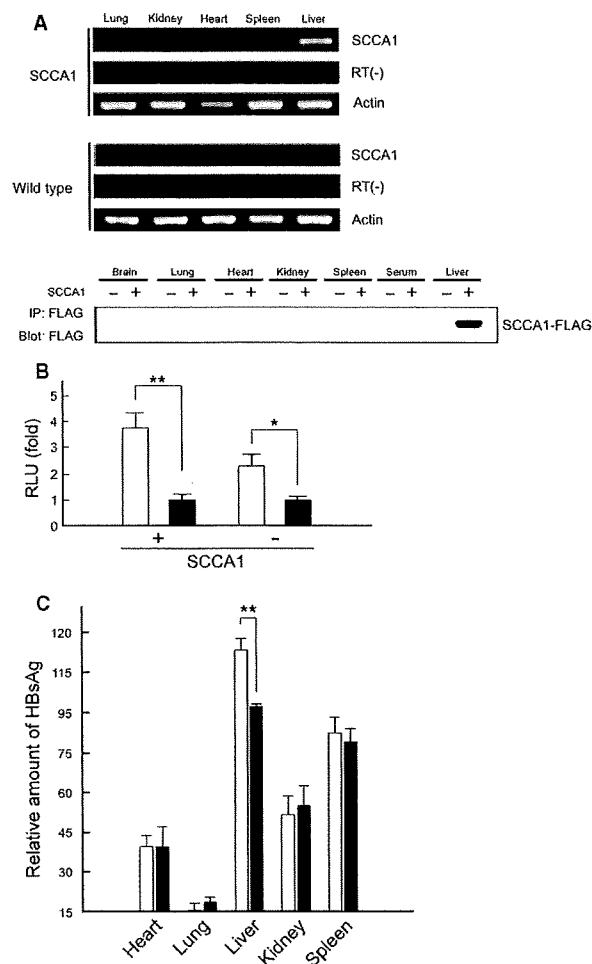 A
Lung Kidney Heart Spleen Liver
SCCA1
SCCA1
RT(-)
Actin
Wild type
SCCA1
RT(-)
Actin
Brain Lung Heart Kidney Spleen Serum Liver
SCCA1 − + − + − + − + − + − + − +
IP: FLAG
Blot: FLAG
SCCA1-FLAG
B
RLU (fold)
5
4
3
2
1
0
**
*
+ −
SCCA1
C
Relative amount of HBsAg
120
115
95
75
60
45
30
15
**
Heart Lung Liver Kidney Spleen